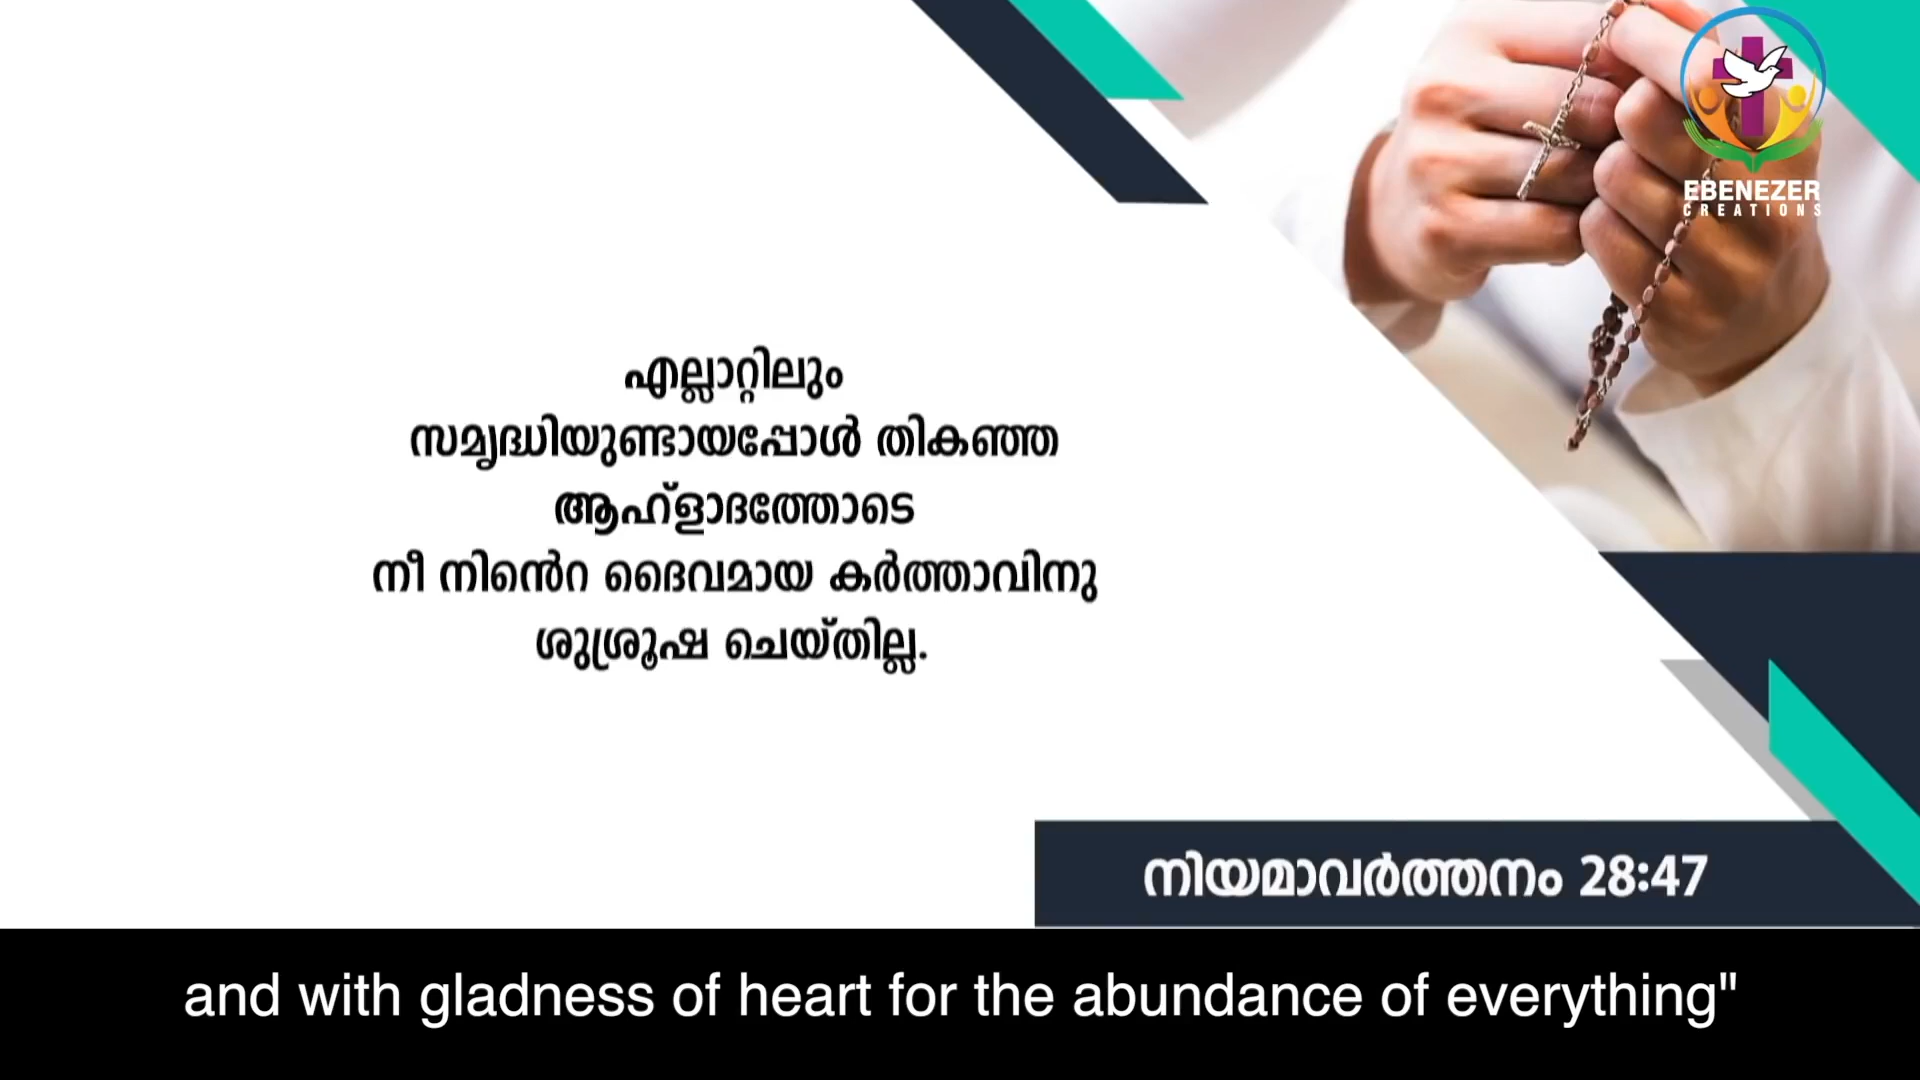 EBENEZER
CREATIONS
എല്ലാറ്റിലും
സമൃദ്ധിയുണ്ടായപ്പോൾ തികഞ്ഞ
ആഹ്ളാദത്തോടെ
നീ നിൻെറ ദൈവമായ കർത്താവിനു
ശുശ്രൂഷ ചെയ്തില്ല.
നിയമാവർത്തനം 28:47
and with gladness of heart for the abundance of everything"